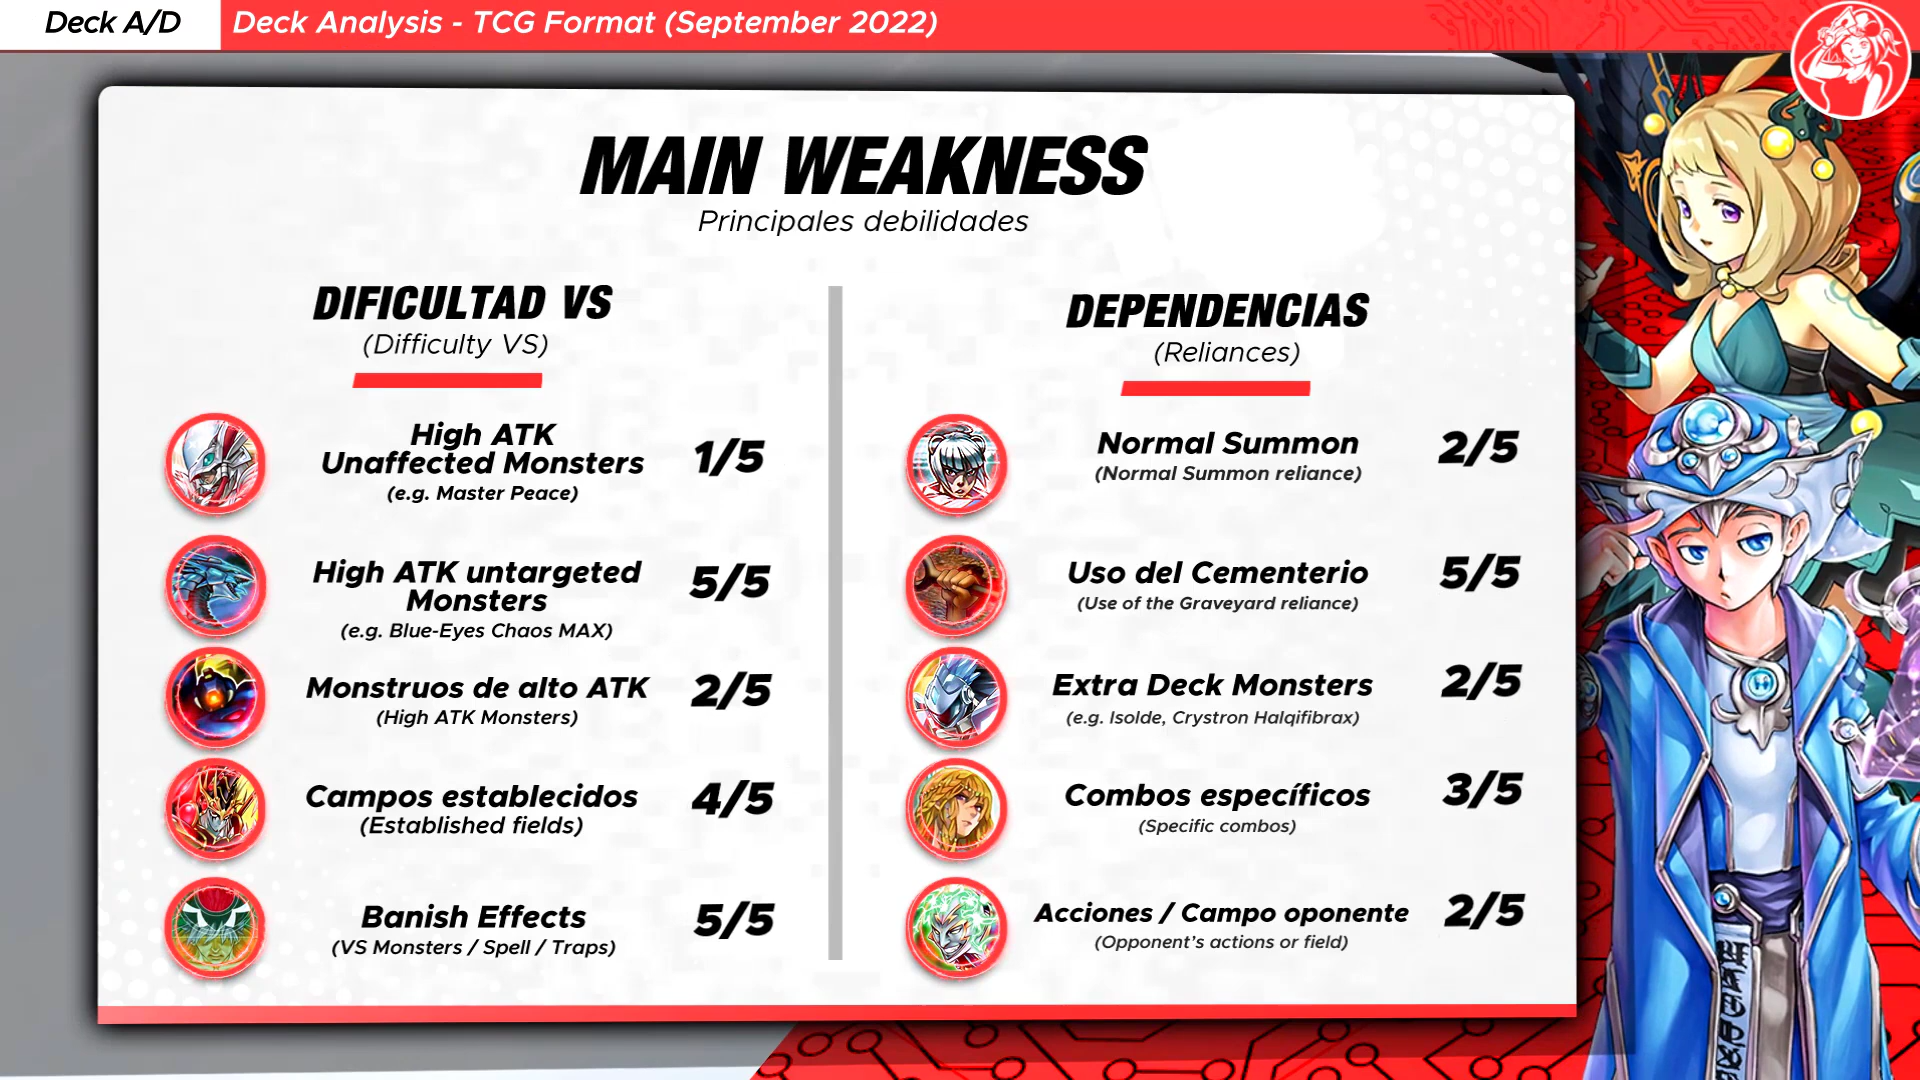 Deck A/D
Deck Analysis - TCG Format (September 2022)
MAIN WEAKNESS
Principales debilidades
DIFICULTAD VS
(Difficulty VS)
High ATK
Unaffected Monsters
(e.g. Master Peace)
1/5
High ATK untargeted
Monsters
(e.g. Blue-Eyes Chaos MAX)
5/5
Monstruos de alto ATK
(High ATK Monsters)
2/5
Campos establecidos
(Established fields)
4/5
Banish Effects
(VS Monsters / Spell / Traps)
5/5
DEPENDENCIAS
(Reliances)
Normal Summon
(Normal Summon reliance)
2/5
Uso del Cementerio
(Use of the Graveyard reliance)
5/5
Extra Deck Monsters
(e.g. Isolde, Crystron Halqifibrax)
2/5
Combos específicos
(Specific combos)
3/5
Acciones / Campo oponente
(Opponent's actions or field)
2/5